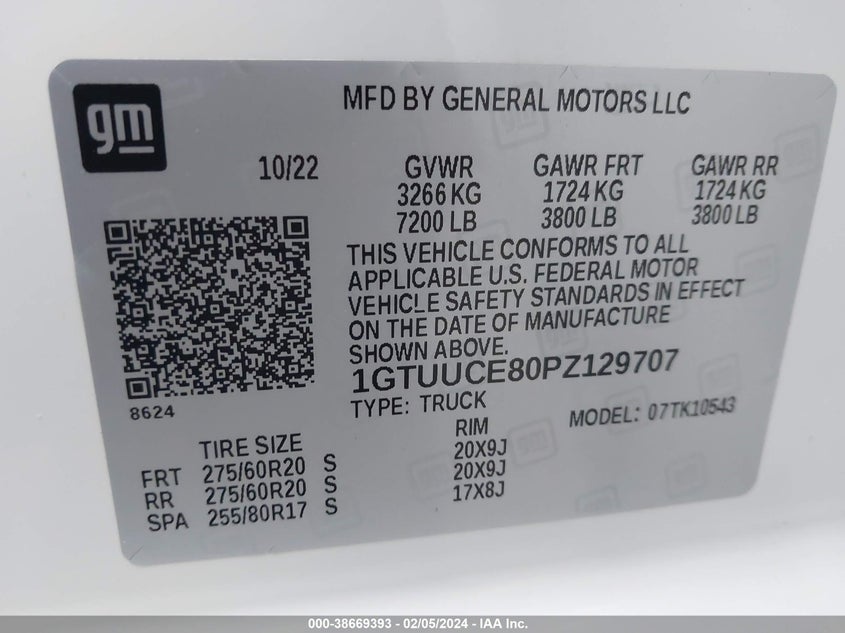 gm
MFD BY GENERAL MOTORS LLC
10/22 GVWR GAWR FRT GAWR RR
3266 KG 1724 KG 1724 KG
7200 LB 3800 LB 3800 LB
THIS VEHICLE CONFORMS TO ALL
APPLICABLE U.S. FEDERAL MOTOR
VEHICLE SAFETY STANDARDS IN EFFECT
ON THE DATE OF MANUFACTURE
SHOWN ABOVE.
1GTUUCE80PZ129707
8624
TYPE: TRUCK MODEL: 07TK10543
TIRE SIZE RIM
FRT 275/60R20 S 20X9J
RR 275/60R20 S 20X9J
SPA 255/80R17 S 17X8J
000-38669393 - 02/05/2024 - IAA Inc.